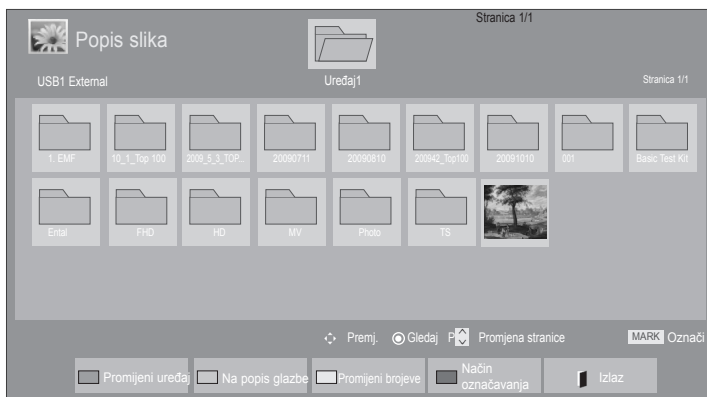 Stranica 1/1
Popis slika
USB1 External
Uređaj1
Stranica 1/1
1. EMF
10_1_Top 100
2009_5_3_TOP..
20090711
20090810
200942_Top100
20091010
001
Basic Test Kit
Ental
FHD
HD
MV
Photo
TS
Premj. Gledaj P Promjena stranice MARK Označi
Promijeni uređaj
Na popis glazbe
Promijeni brojeve
Način
označavanja
Izlaz